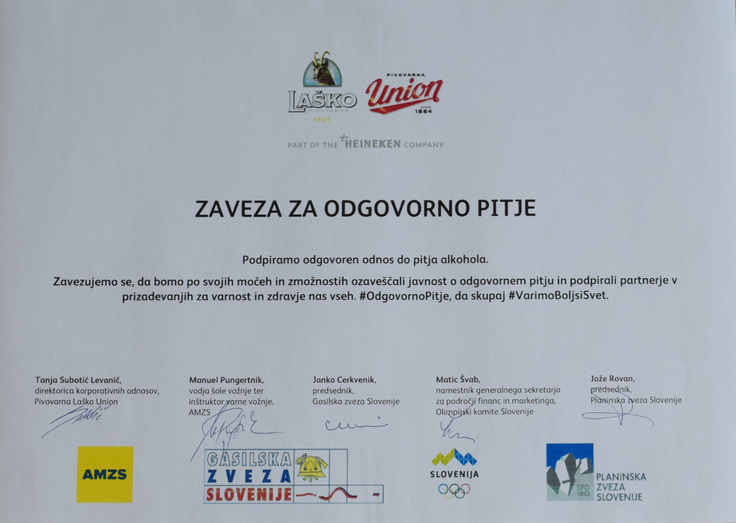 LAŠKO
1825
PIVOVARNA
Union
SINCE
1864
PART OF THE HEINEKEN COMPANY
ZAVEZA ZA ODGOVORNO PITJE
Podpiramo odgovoren odnos do pitja alkohola.
Zavezujemo se, da bomo po svojih močeh in zmožnostih ozaveščali javnost o odgovornem pitju in podpirali partnerje v
prizadevanjih za varnost in zdravje nas vseh. #OdgovornoPitje, da skupaj #VarimoBoljsiSvet.
Tanja Subotić Levanič,
direktorica korporativnih odnosov,
Pivovarna Laško Union
Manuel Pungertnik,
vodja šole vožnje ter
instruktor varne vožnje,
AMZS
Janko Cerkvenik,
predsednik,
Gasilska zveza Slovenije
Matic Švab,
namestnik generalnega sekretarja
za področji financ in marketinga,
Olimpijski komite Slovenije
Jože Rovan,
predsednik,
Planinska zveza Slovenije
AMZS
GASILSKA
ZVEZA
SLOVENIJE
SLOVENIJA
SPD
1893
PLANINSKA
ZVEZA
SLOVENIJE